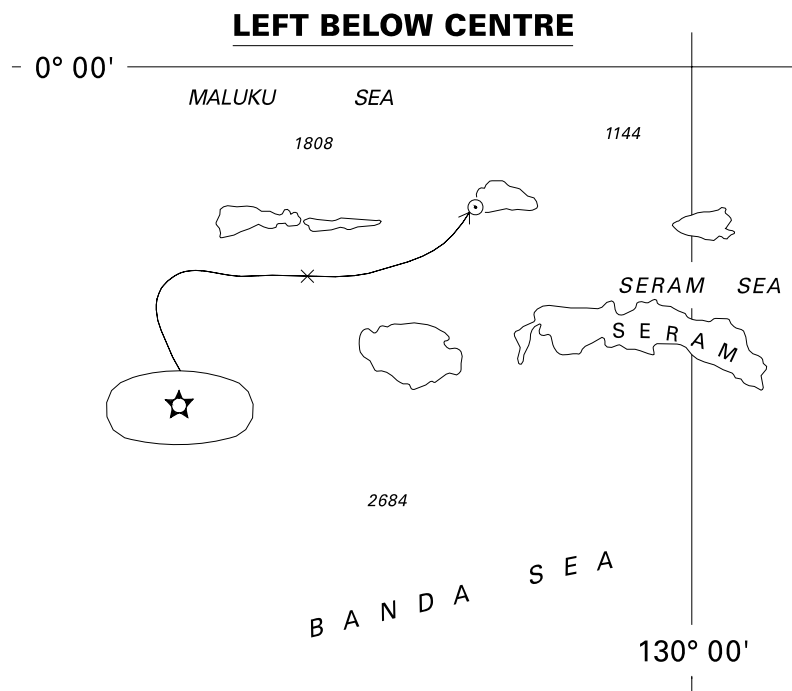 LEFT BELOW CENTRE
0° 00'
MALUKU SEA
1144
1808
SERAM SEA
SERAM
2684
BANDA SEA
130° 00'